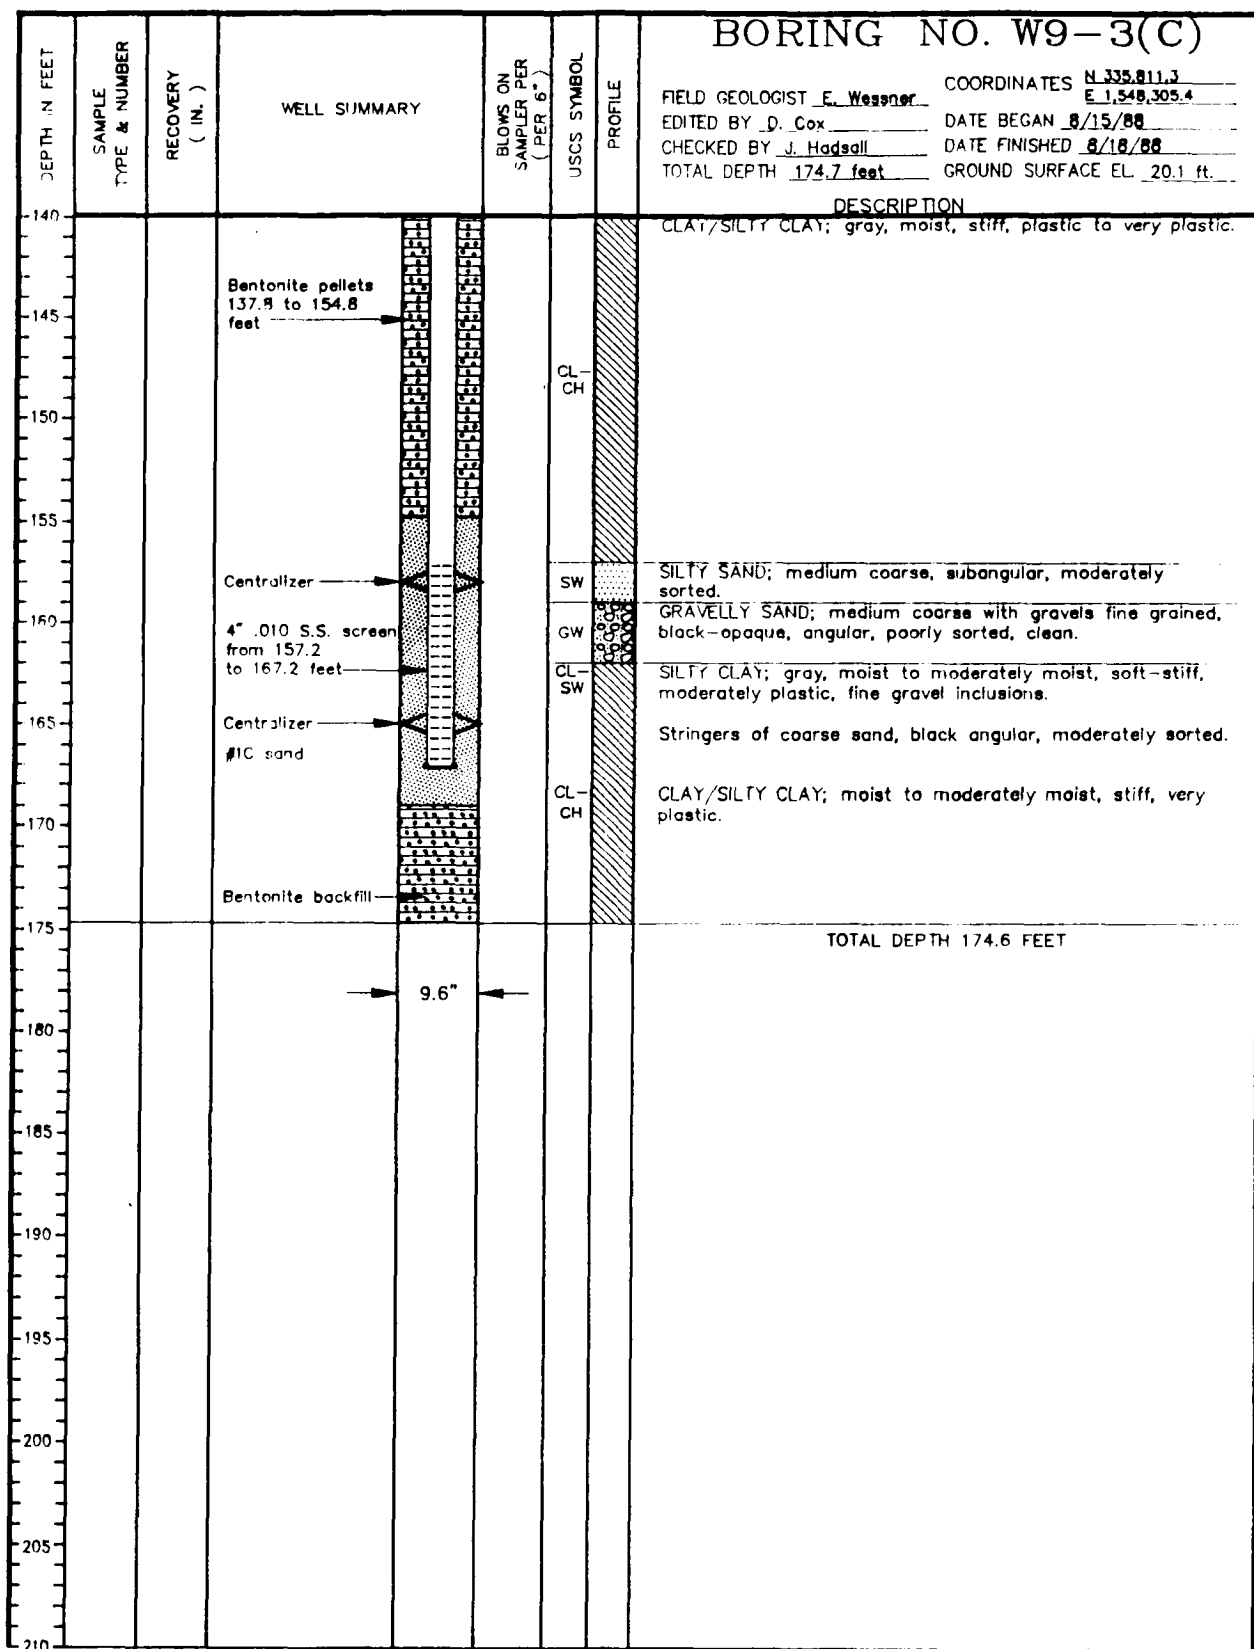 BORING NO. W9-3(C)
DEPTH IN FEET
SAMPLE
TYPE & NUMBER
RECOVERY
( IN. )
WELL SUMMARY
BLOWS ON
SAMPLER PER
( PER 6" )
USCS SYMBOL
PROFILE
FIELD GEOLOGIST E. Wessner
EDITED BY D. Cox
CHECKED BY J. Hadsall
TOTAL DEPTH 174.7 feet
COORDINATES N 335,811.3
E 1,548,305.4
DATE BEGAN 8/15/88
DATE FINISHED 8/18/88
GROUND SURFACE EL. 20.1 ft.
DESCRIPTION
140
CLAY/SILTY CLAY; gray, moist, stiff, plastic to very plastic.
Bentonite pellets
137.8 to 154.8
feet
145
CL-
CH
150
155
Centralizer
SW
SILTY SAND; medium coarse, subangular, moderately
sorted.
160
4" .010 S.S. screen
from 157.2
to 167.2 feet
GW
GRAVELLY SAND; medium coarse with gravels fine grained,
black-opaque, angular, poorly sorted, clean.
CL-
SW
SILTY CLAY; gray, moist to moderately moist, soft-stiff,
moderately plastic, fine gravel inclusions.
165
Centralizer
Stringers of coarse sand, black angular, moderately sorted.
#1C sand
CL-
CH
CLAY/SILTY CLAY; moist to moderately moist, stiff, very
plastic.
170
Bentonite backfill
175
TOTAL DEPTH 174.6 FEET
9.6"
180
185
190
195
200
205
210